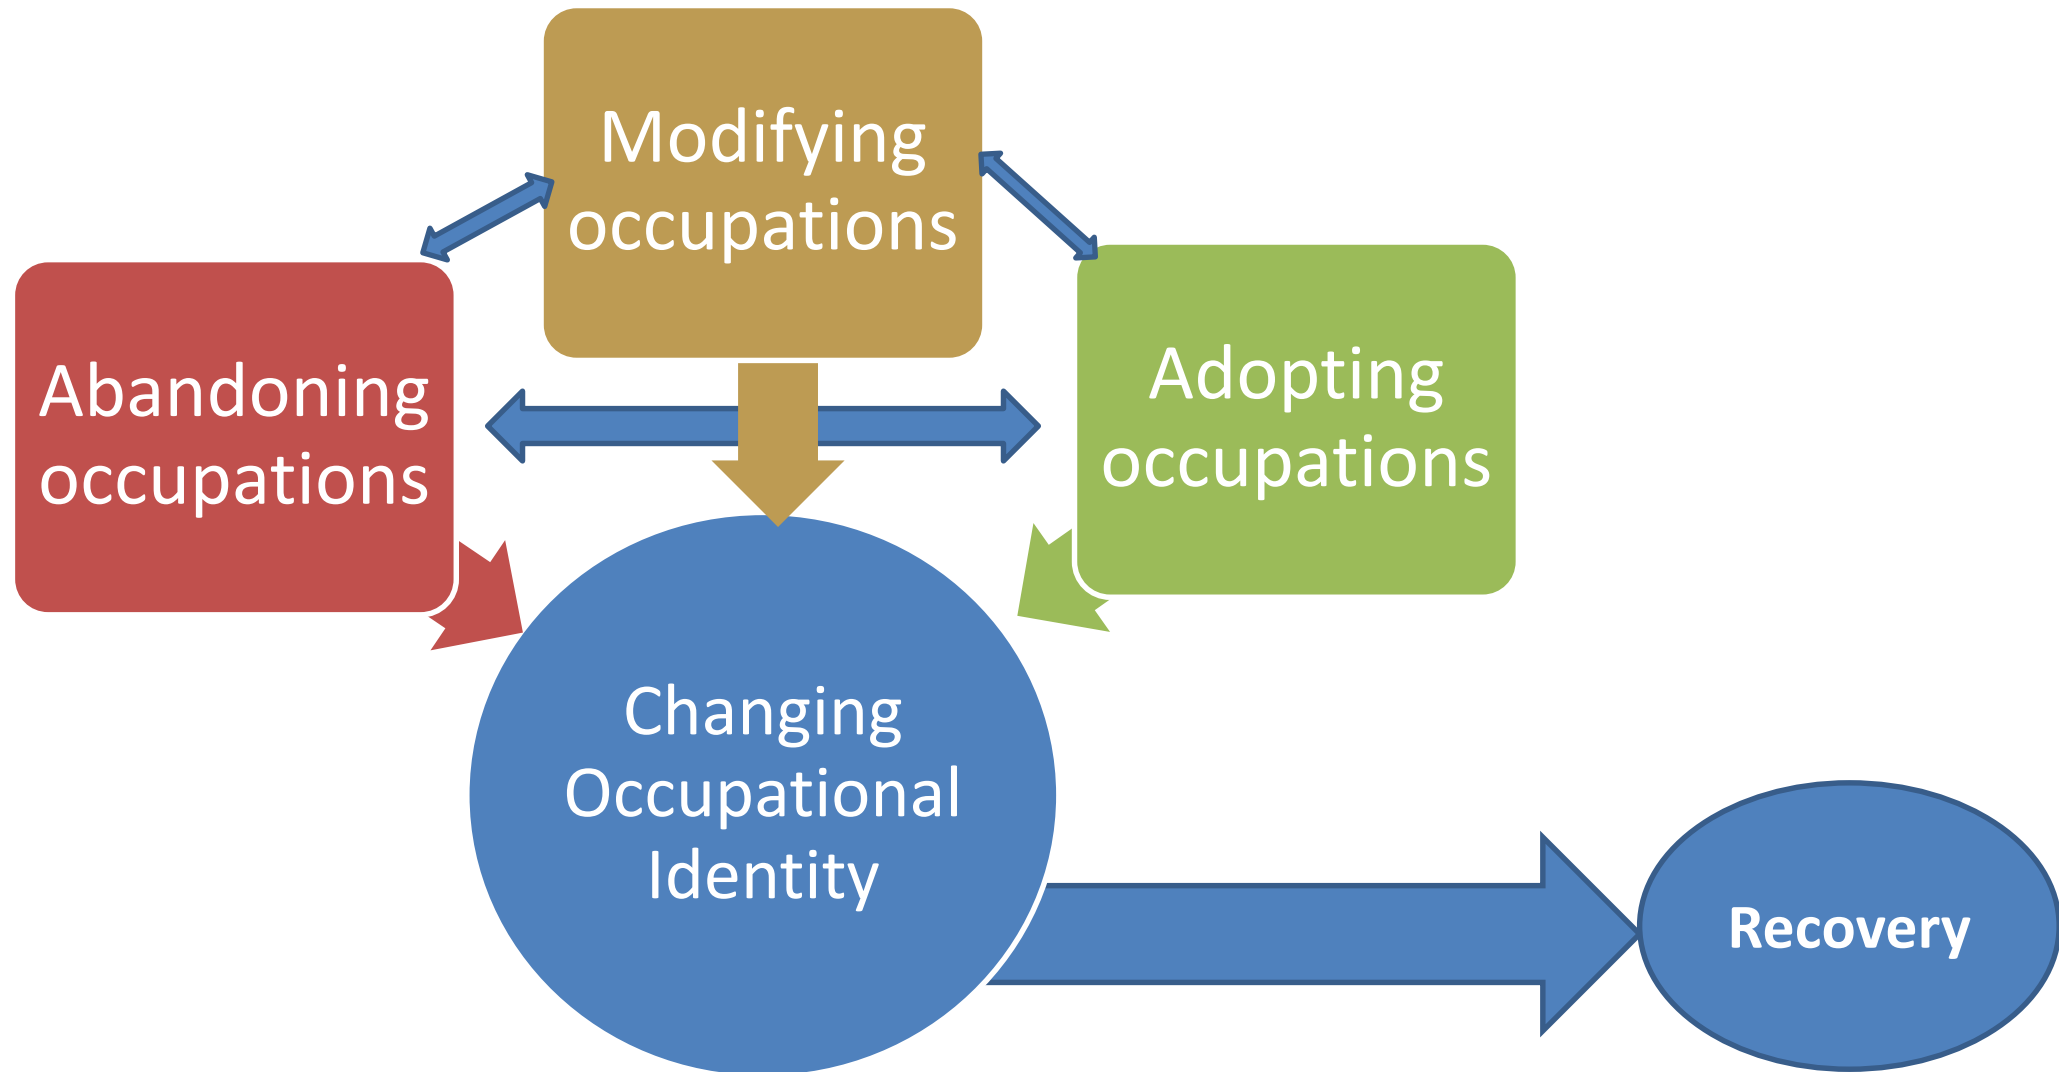 Modifying
occupations
Abandoning
occupations
Adopting
occupations
Changing
Occupational
Identity
Recovery